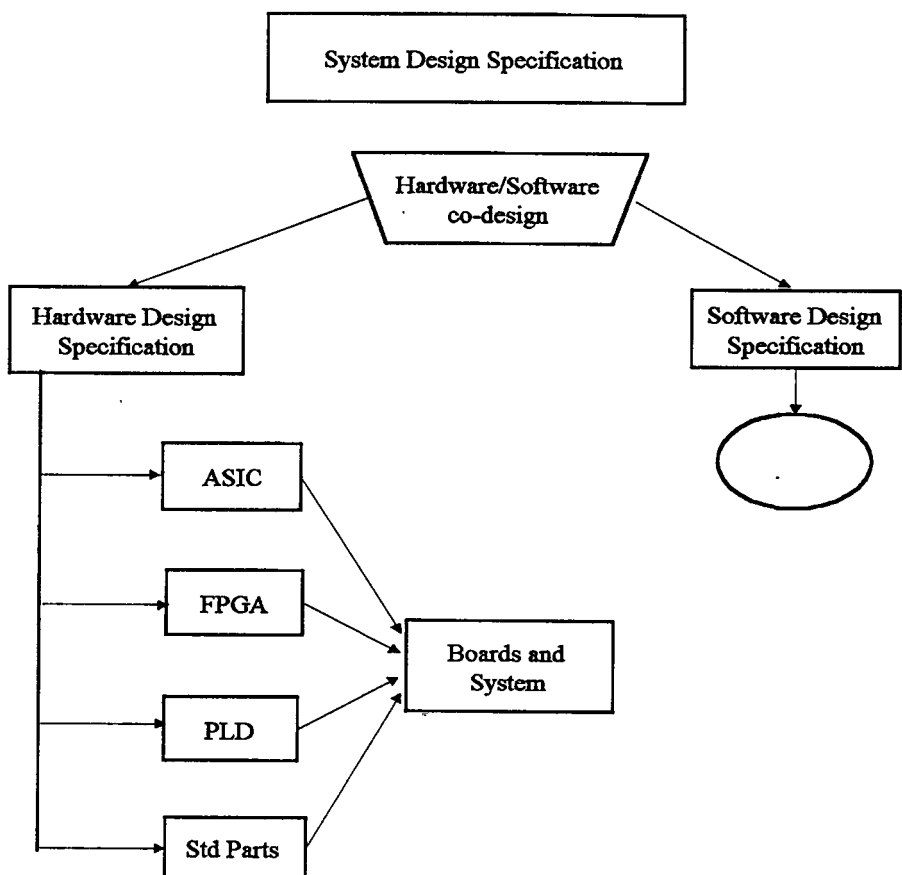 System Design Specification
Hardware/Software
co-design
Hardware Design
Specification
Software Design
Specification
ASIC
FPGA
Boards and
System
PLD
Std Parts